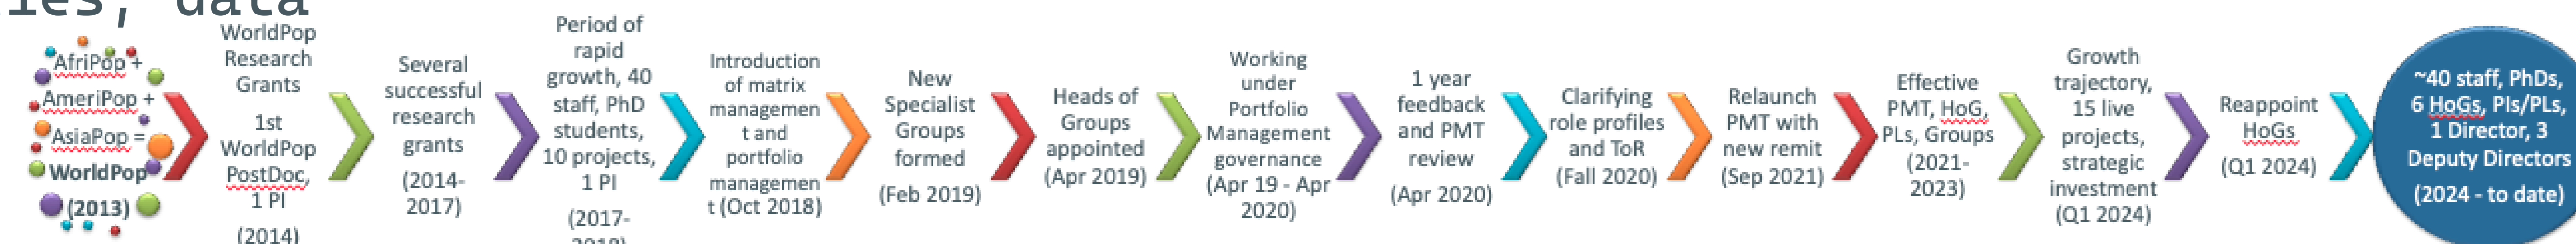 data
AfriPop +
AmeriPop +
AsiaPop =
WorldPop
(2013)
WorldPop
Research
Grants
1st
WorldPop
PostDoc,
1 PI
(2014)
Several
successful
research
grants
(2014-
2017)
Period of
rapid
growth, 40
staff, PhD
students,
10 projects,
1 PI
(2017-
2018)
Introduction
of matrix
managemen
t and
portfolio
managemen
t (Oct 2018)
New
Specialist
Groups
formed
(Feb 2019)
Heads of
Groups
appointed
(Apr 2019)
Working
under
Portfolio
Management
governance
(Apr 19 - Apr
2020)
1 year
feedback
and PMT
review
(Apr 2020)
Clarifying
role profiles
and ToR
(Fall 2020)
Relaunch
PMT with
new remit
(Sep 2021)
Effective
PMT, HoG,
PLs, Groups
(2021-
2023)
Growth
trajectory,
15 live
projects,
strategic
investment
(Q1 2024)
Reappoint
HoGs
(Q1 2024)
~40 staff, PhDs,
6 HoGs, PIs/PLs,
1 Director, 3
Deputy Directors
(2024 - to date)